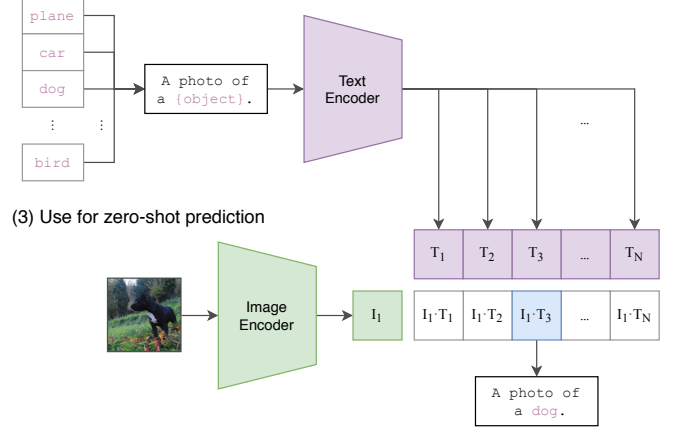 plane
car
dog
⋮ ⋮
bird
A photo of
a {object}.
Text
Encoder
...
(3) Use for zero-shot prediction
T1 T2 T3 ... TN
Image
Encoder
I1
I1·T1 I1·T2 I1·T3 ... I1·TN
A photo of
a dog.